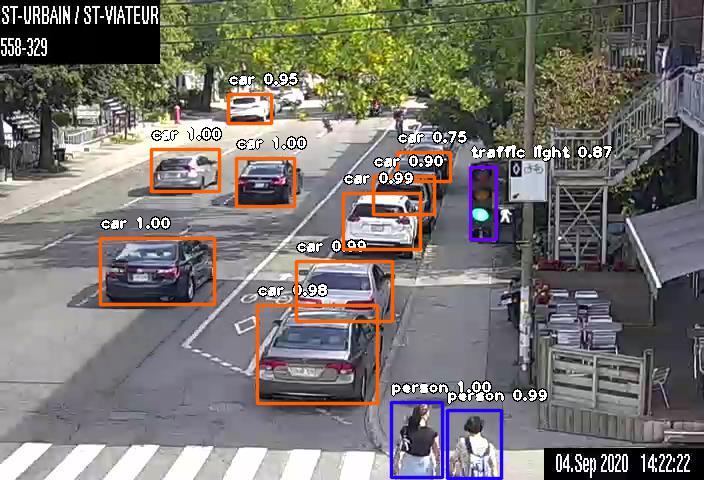 ST-URBAIN / ST-VIATEUR
558-329
car 0.95
car 1.00
car 1.00
car 0.75
traffic light 0.87
car 0.90
car 0.99
car 1.00
car 0.99
car 0.98
person 1.00
person 0.99
04.Sep 2020 14:22:22